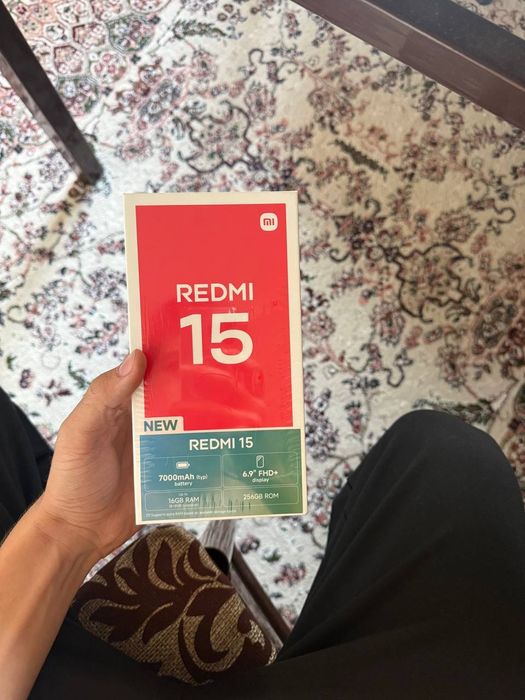 mi
REDMI
15
NEW
REDMI 15
7000mAh (typ)
battery
6.9" FHD+
display
16GB RAM
256GB ROM